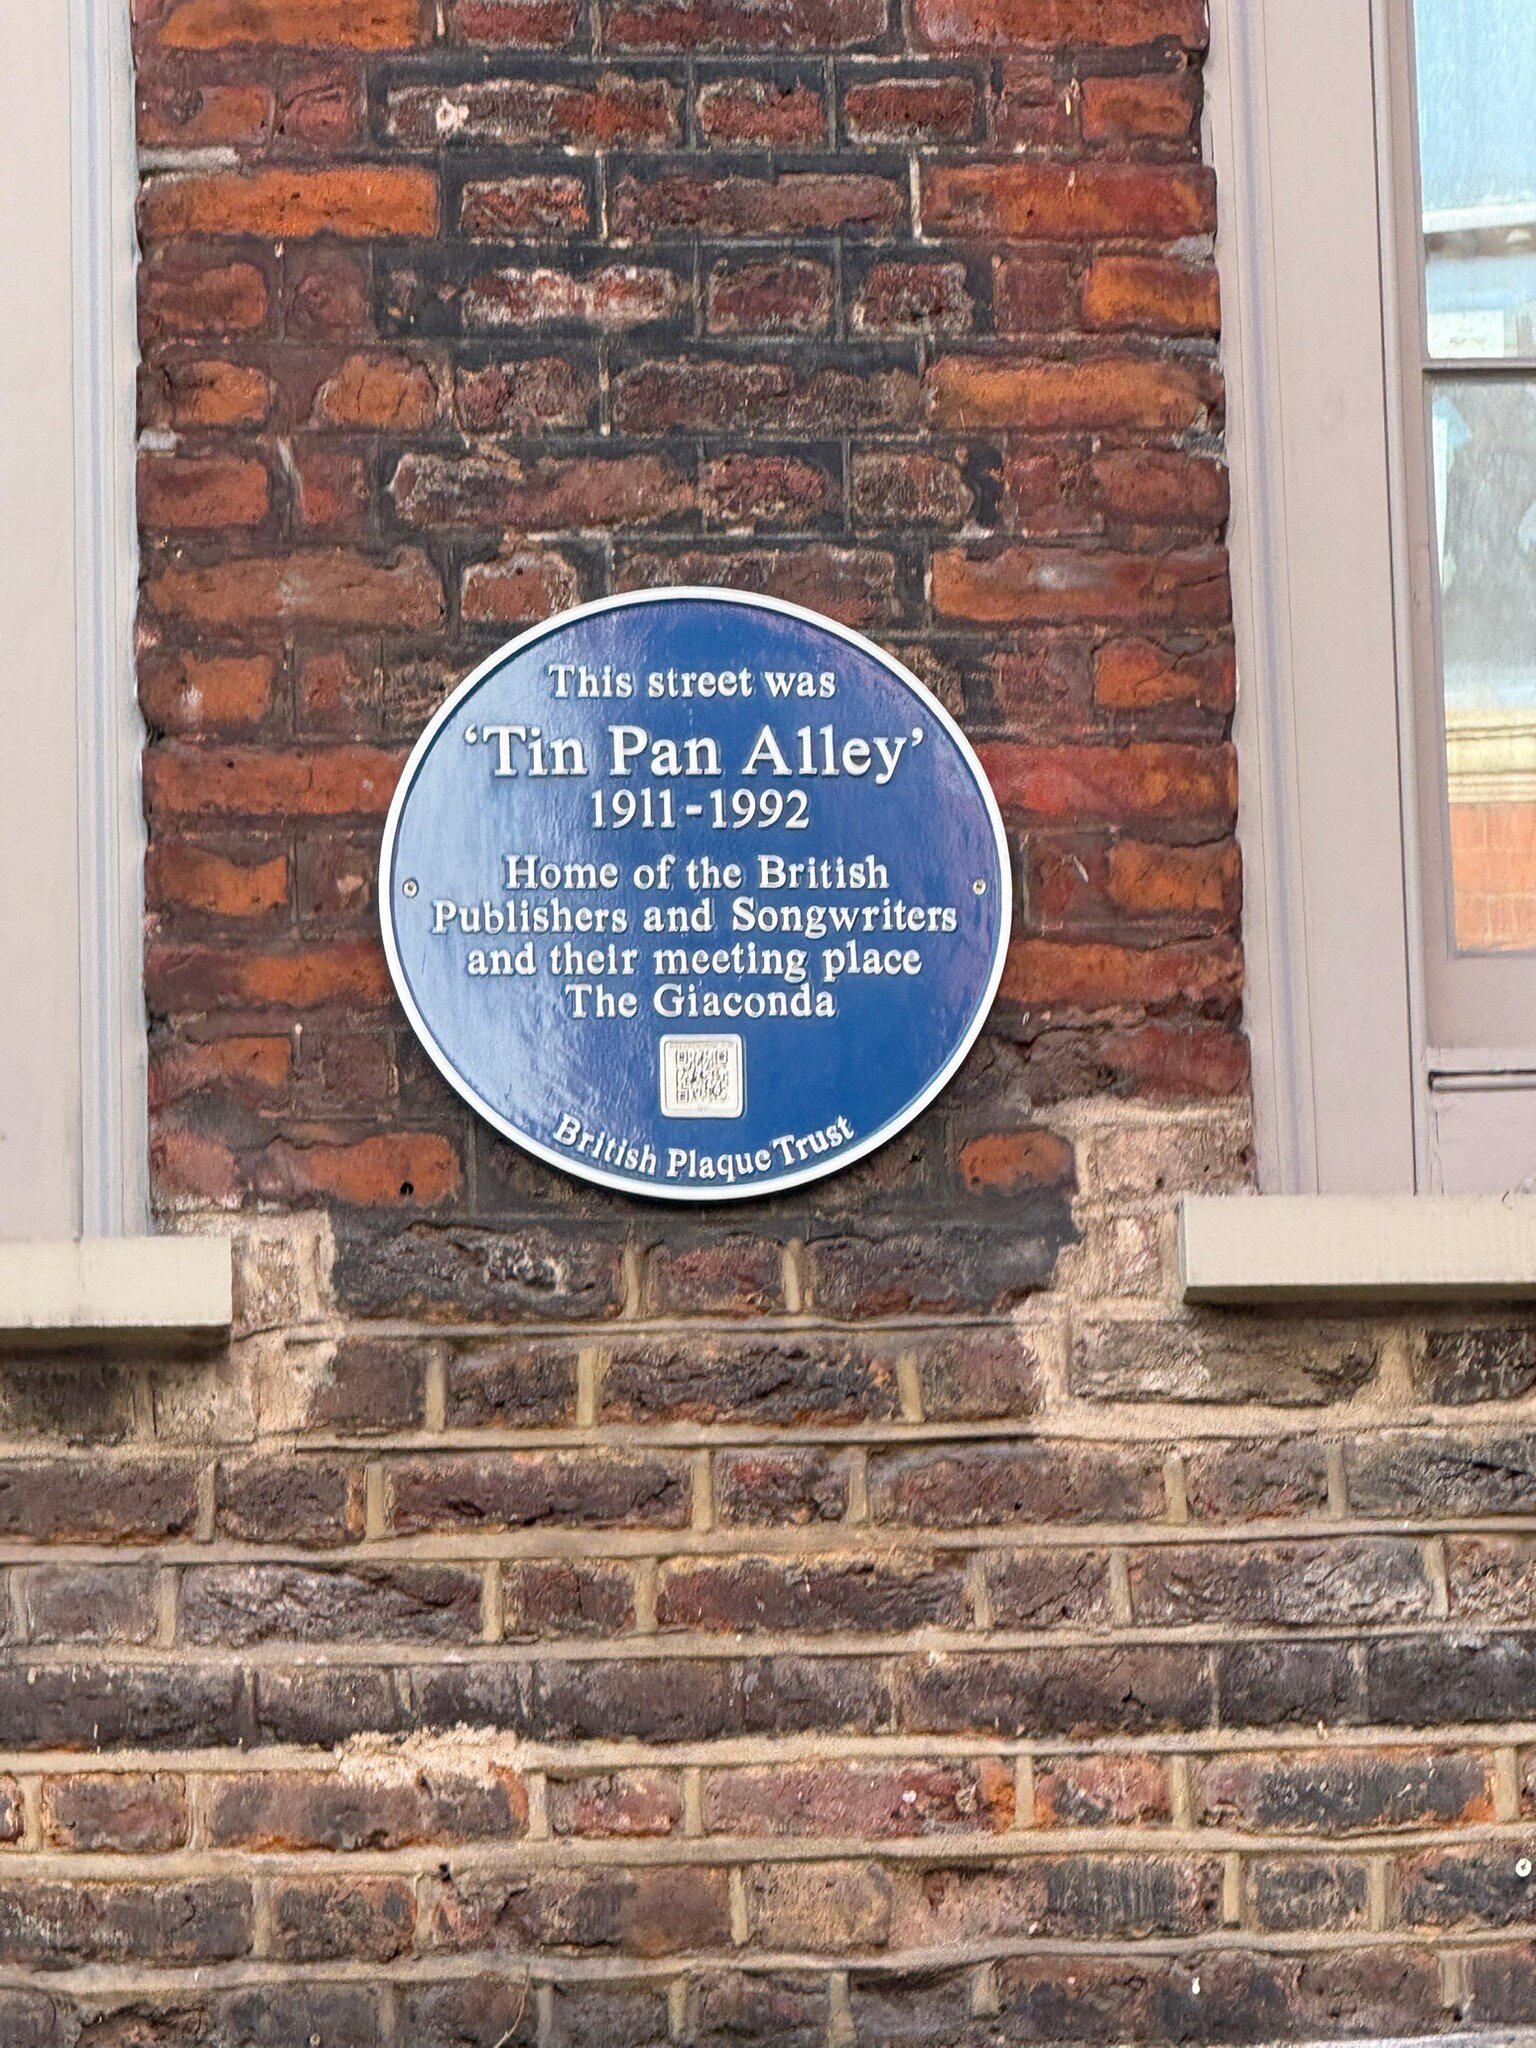 This street was
‘Tin Pan Alley’
1911-1992
Home of the British
Publishers and Songwriters
and their meeting place
The Giaconda
British Plaque Trust